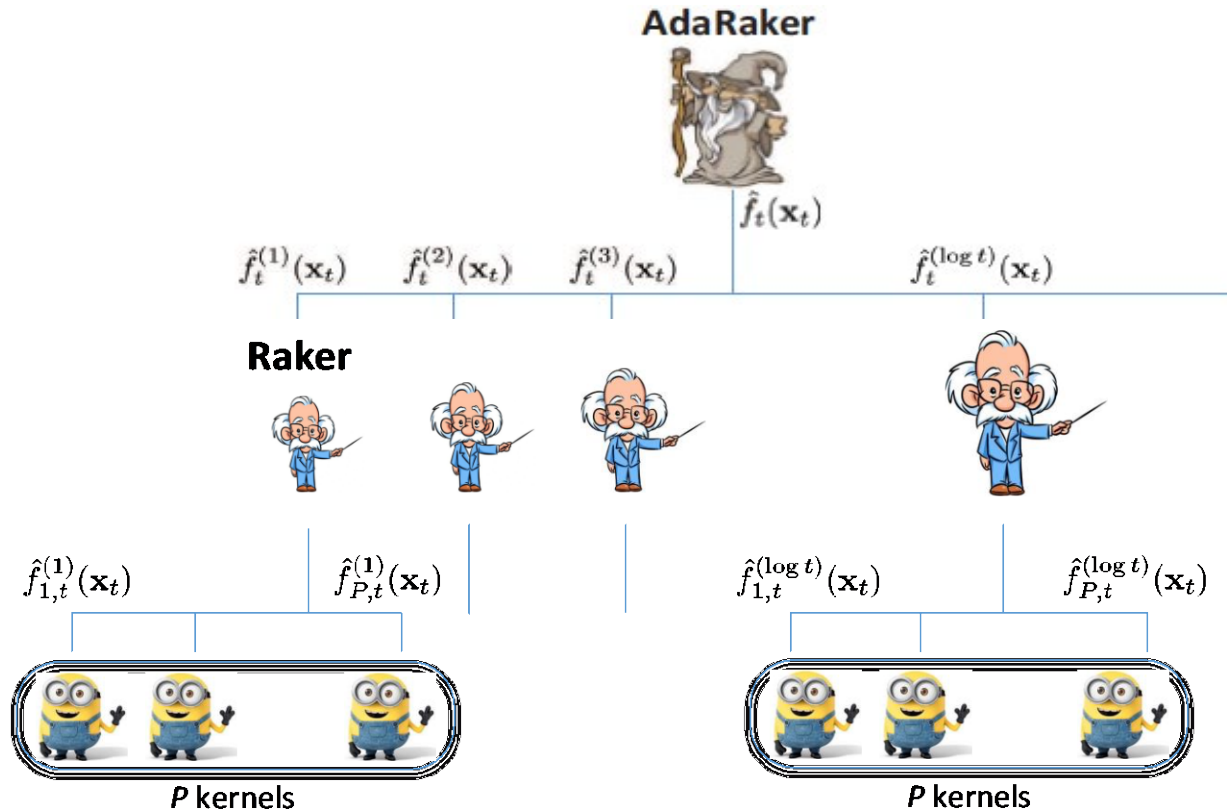 AdaRaker
f̂_t(x_t)
f̂_t^{(1)}(x_t) f̂_t^{(2)}(x_t) f̂_t^{(3)}(x_t) f̂_t^{(log t)}(x_t)
Raker
f̂_{1,t}^{(1)}(x_t) f̂_{P,t}^{(1)}(x_t) f̂_{1,t}^{(log t)}(x_t) f̂_{P,t}^{(log t)}(x_t)
P kernels P kernels